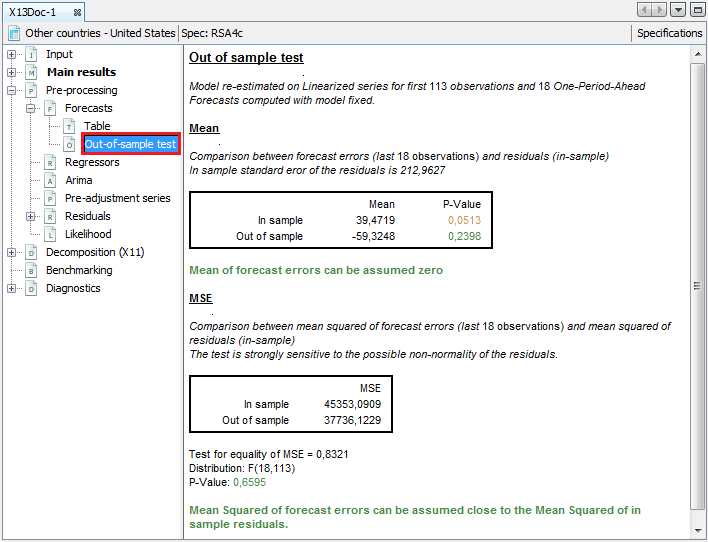 X13Doc-1
Other countries - United States Spec: RSA4c Specifications
I Input
M Main results
P Pre-processing
F Forecasts
T Table
O Out-of-sample test
R Regressors
A Arima
P Pre-adjustment series
R Residuals
L Likelihood
D Decomposition (X11)
B Benchmarking
D Diagnostics
Out of sample test
.
Model re-estimated on Linearized series for first 113 observations and 18 One-Period-Ahead
Forecasts computed with model fixed.
Mean
.
Comparison between forecast errors (last 18 observations) and residuals (in-sample)
In sample standard eror of the residuals is 212,9627
Mean P-Value
In sample 39,4719 0,0513
Out of sample -59,3248 0,2398
Mean of forecast errors can be assumed zero
MSE
.
Comparison between mean squared of forecast errors (last 18 observations) and mean squared of
residuals (in-sample)
The test is strongly sensitive to the possible non-normality of the residuals.
MSE
In sample 45353,0909
Out of sample 37736,1229
Test for equality of MSE = 0,8321
Distribution: F(18,113)
P-Value: 0,6595
Mean Squared of forecast errors can be assumed close to the Mean Squared of in
sample residuals.